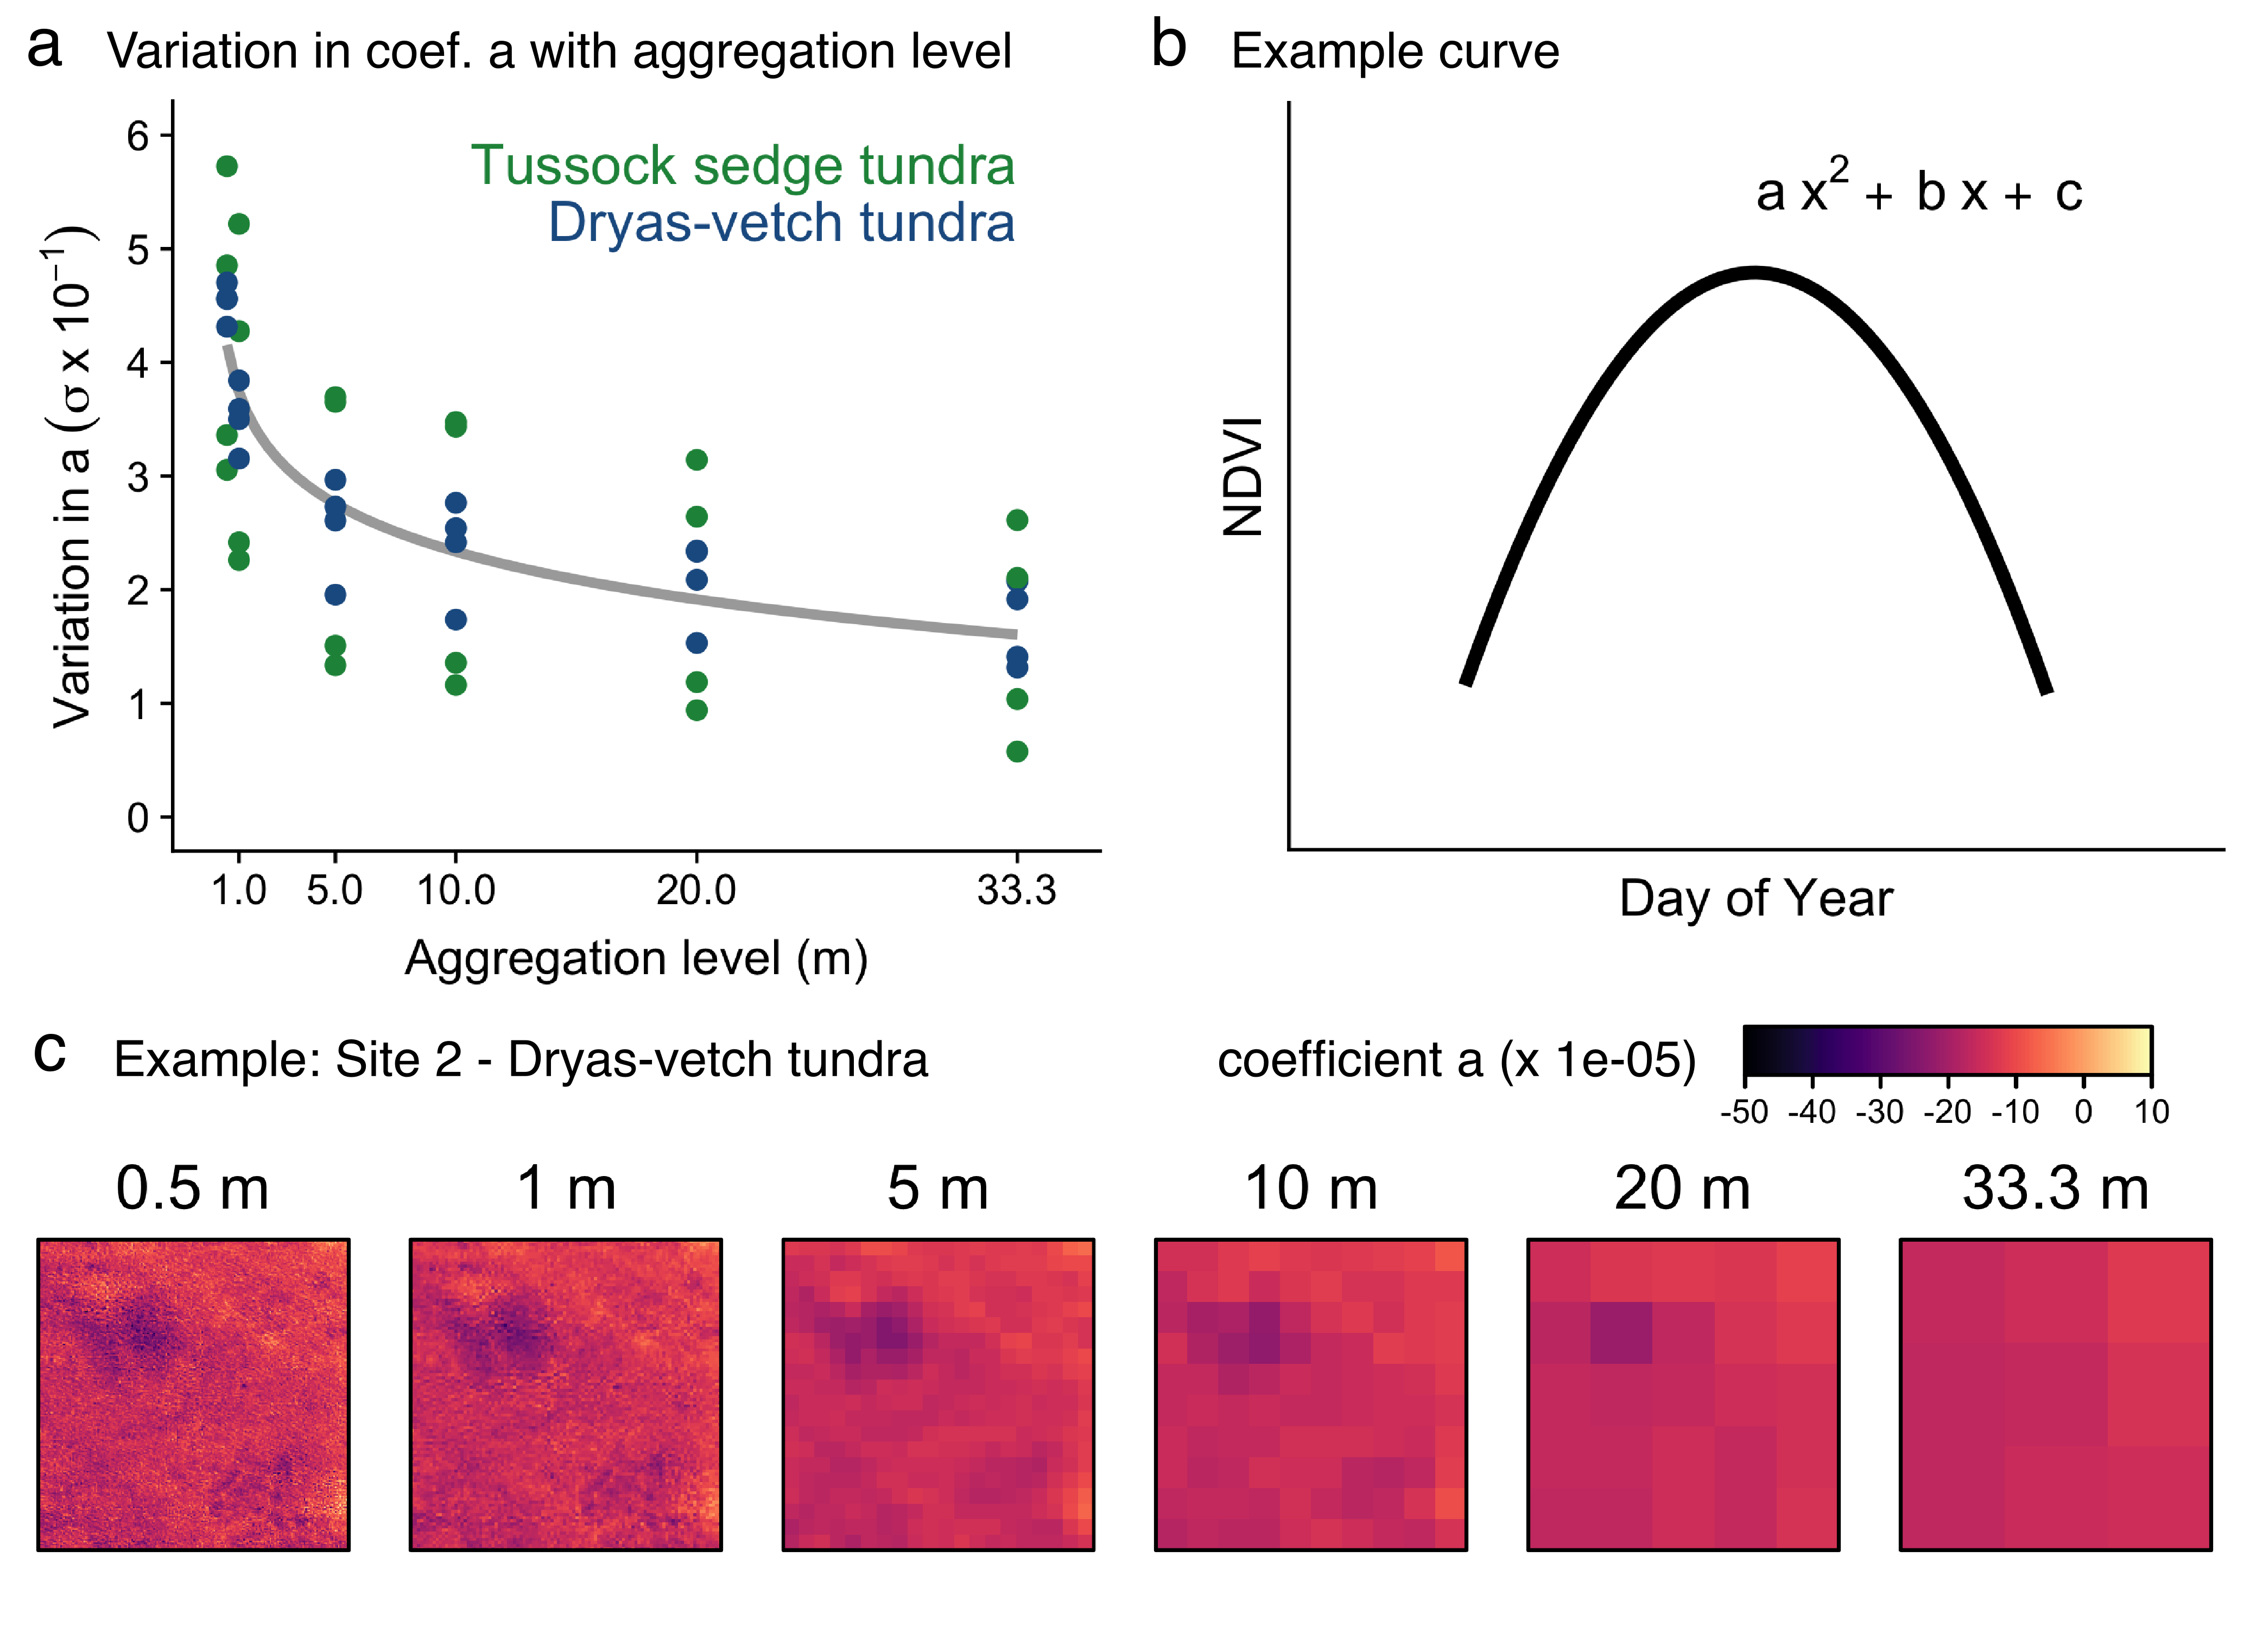 a Variation in coef. a with aggregation level
6
5
4
3
2
1
0
Variation in a (σ x 10⁻¹)
Tussock sedge tundra
Dryas-vetch tundra
1.0 5.0 10.0 20.0 33.3
Aggregation level (m)
b Example curve
a x² + b x + c
NDVI
Day of Year
c Example: Site 2 - Dryas-vetch tundra
coefficient a (x 1e-05)
-50 -40 -30 -20 -10 0 10
0.5 m 1 m 5 m 10 m 20 m 33.3 m